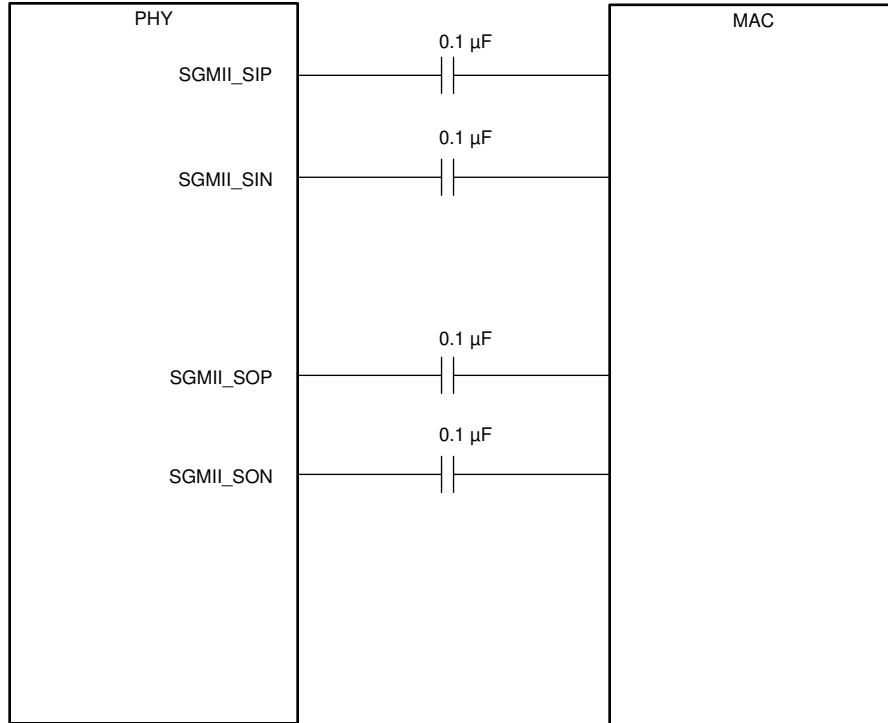 PHY
MAC
0.1 µF
SGMII_SIP
0.1 µF
SGMII_SIN
0.1 µF
SGMII_SOP
0.1 µF
SGMII_SON